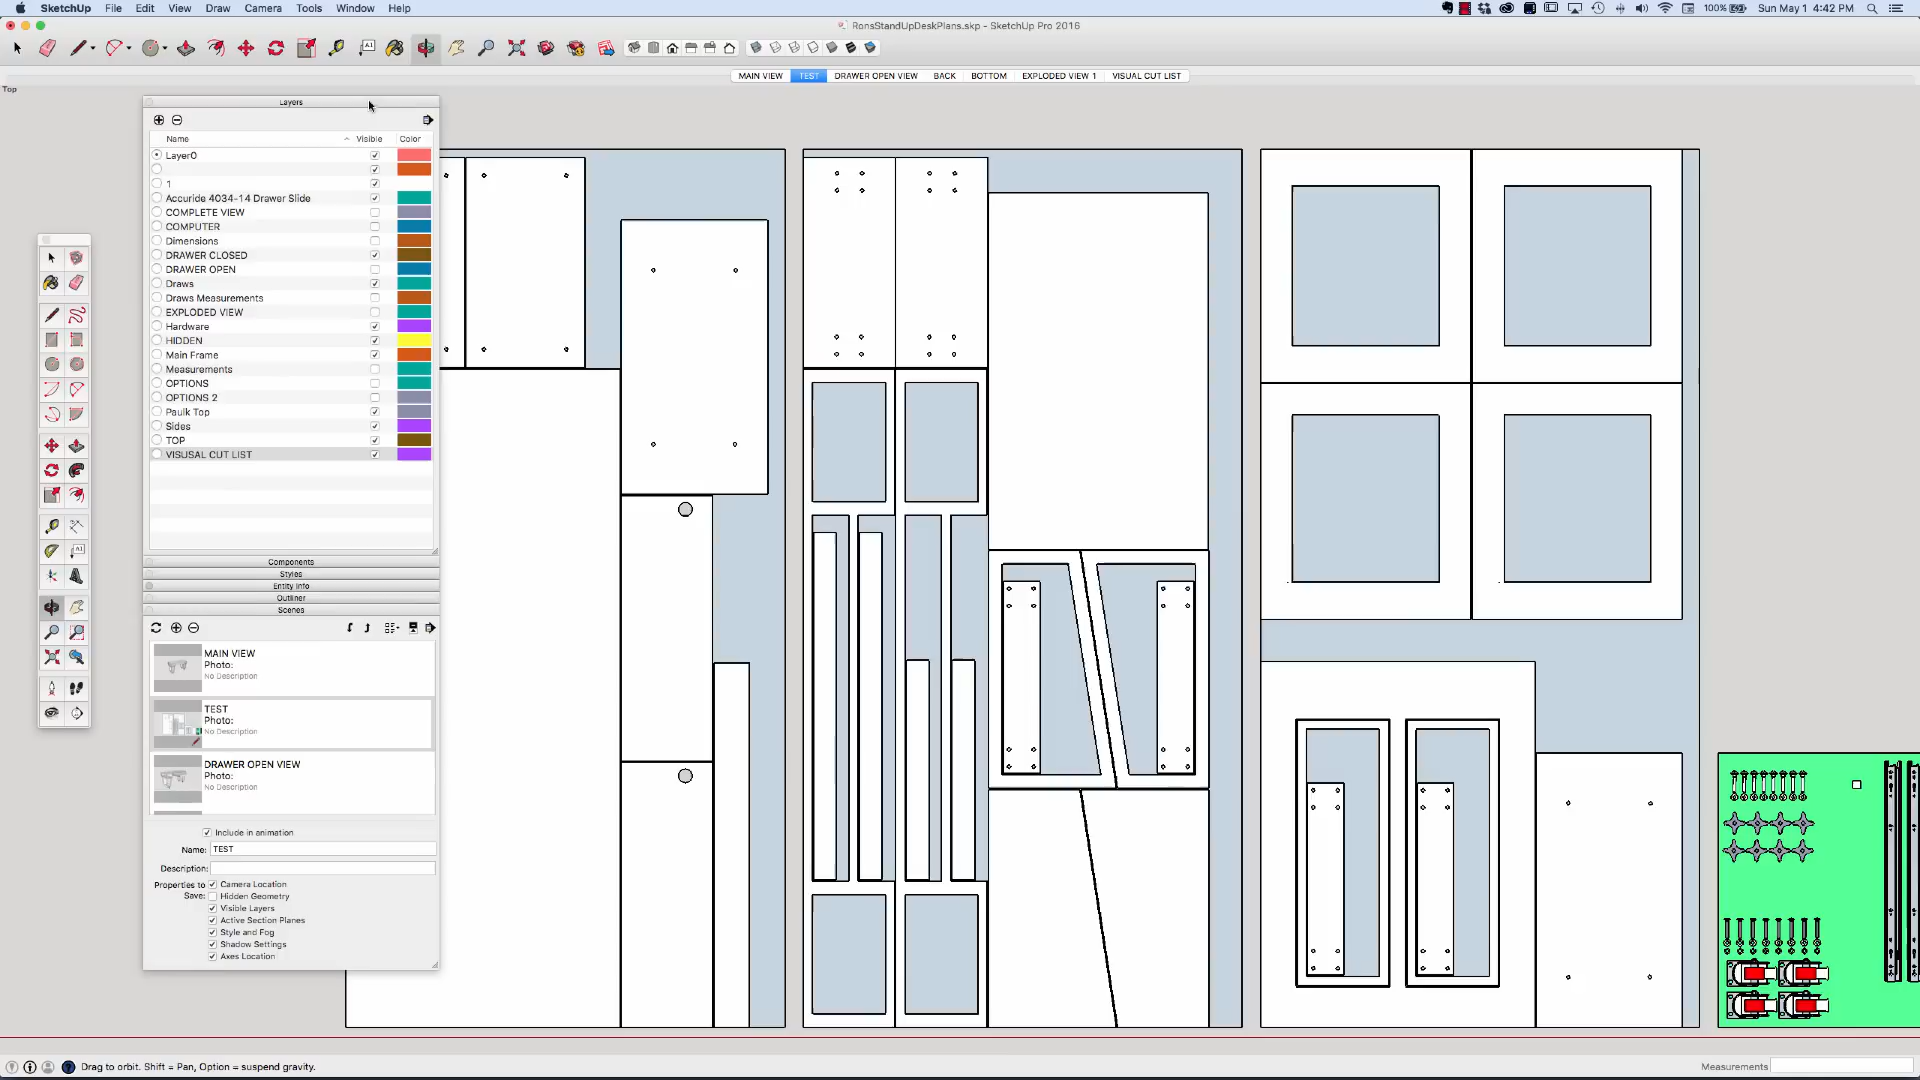 SketchUp File Edit View Draw Camera Tools Window Help
100% Sun May 1 4:42 PM
RonsStandUpDeskPlans.skp - SketchUp Pro 2016
MAIN VIEW TEST DRAWER OPEN VIEW BACK BOTTOM EXPLODED VIEW 1 VISUAL CUT LIST
Top
Layers
Name Visible Color
Layer0
1
Accuride 4034-14 Drawer Slide
COMPLETE VIEW
COMPUTER
Dimensions
DRAWER CLOSED
DRAWER OPEN
Draws
Draws Measurements
EXPLODED VIEW
Hardware
HIDDEN
Main Frame
Measurements
OPTIONS
OPTIONS 2
Paulk Top
Sides
TOP
VISUSAL CUT LIST
Components
Styles
Entity Info
Outliner
Scenes
MAIN VIEW
Photo:
No Description
TEST
Photo:
No Description
DRAWER OPEN VIEW
Photo:
No Description
Include in animation
Name: TEST
Description:
Properties to Save:
Camera Location
Hidden Geometry
Visible Layers
Active Section Planes
Style and Fog
Shadow Settings
Axes Location
Drag to orbit. Shift = Pan, Option = suspend gravity.
Measurements